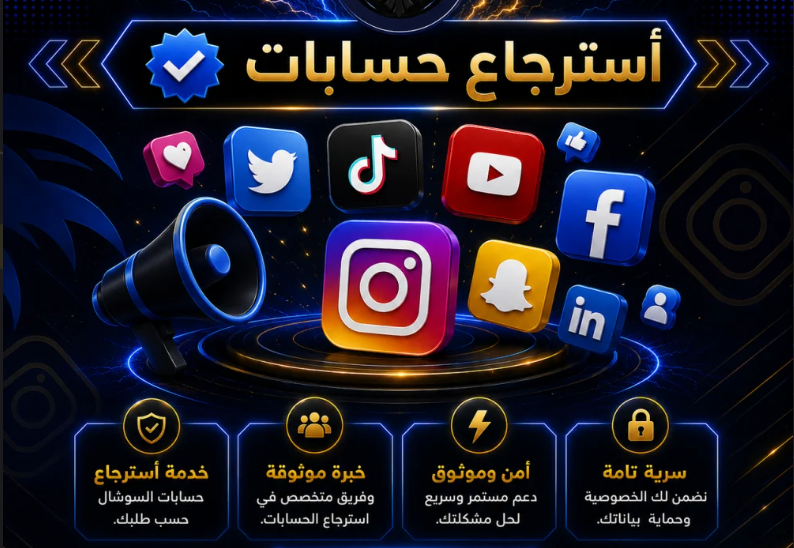 أسترجاع حسابات
in
سرية تامة
نضمن لك الخصوصية
وحماية بياناتك.
أمن وموثوق
دعم مستمر وسريع
لحل مشكلتك.
خبرة موثوقة
وفريق متخصص في
استرجاع الحسابات.
خدمة أسترجاع
حسابات السوشال
حسب طلبك.